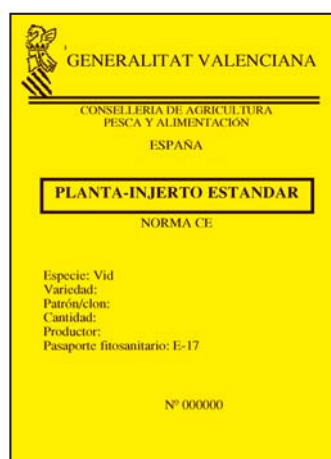 GENERALITAT VALENCIANA
CONSELLERIA DE AGRICULTURA
PESCA Y ALIMENTACIÓN
ESPAÑA
PLANTA-INJERTO ESTANDAR
NORMA CE
Especie: Vid
Variedad:
Patrón/clon:
Cantidad:
Productor:
Pasaporte fitosanitario: E-17
Nº 000000